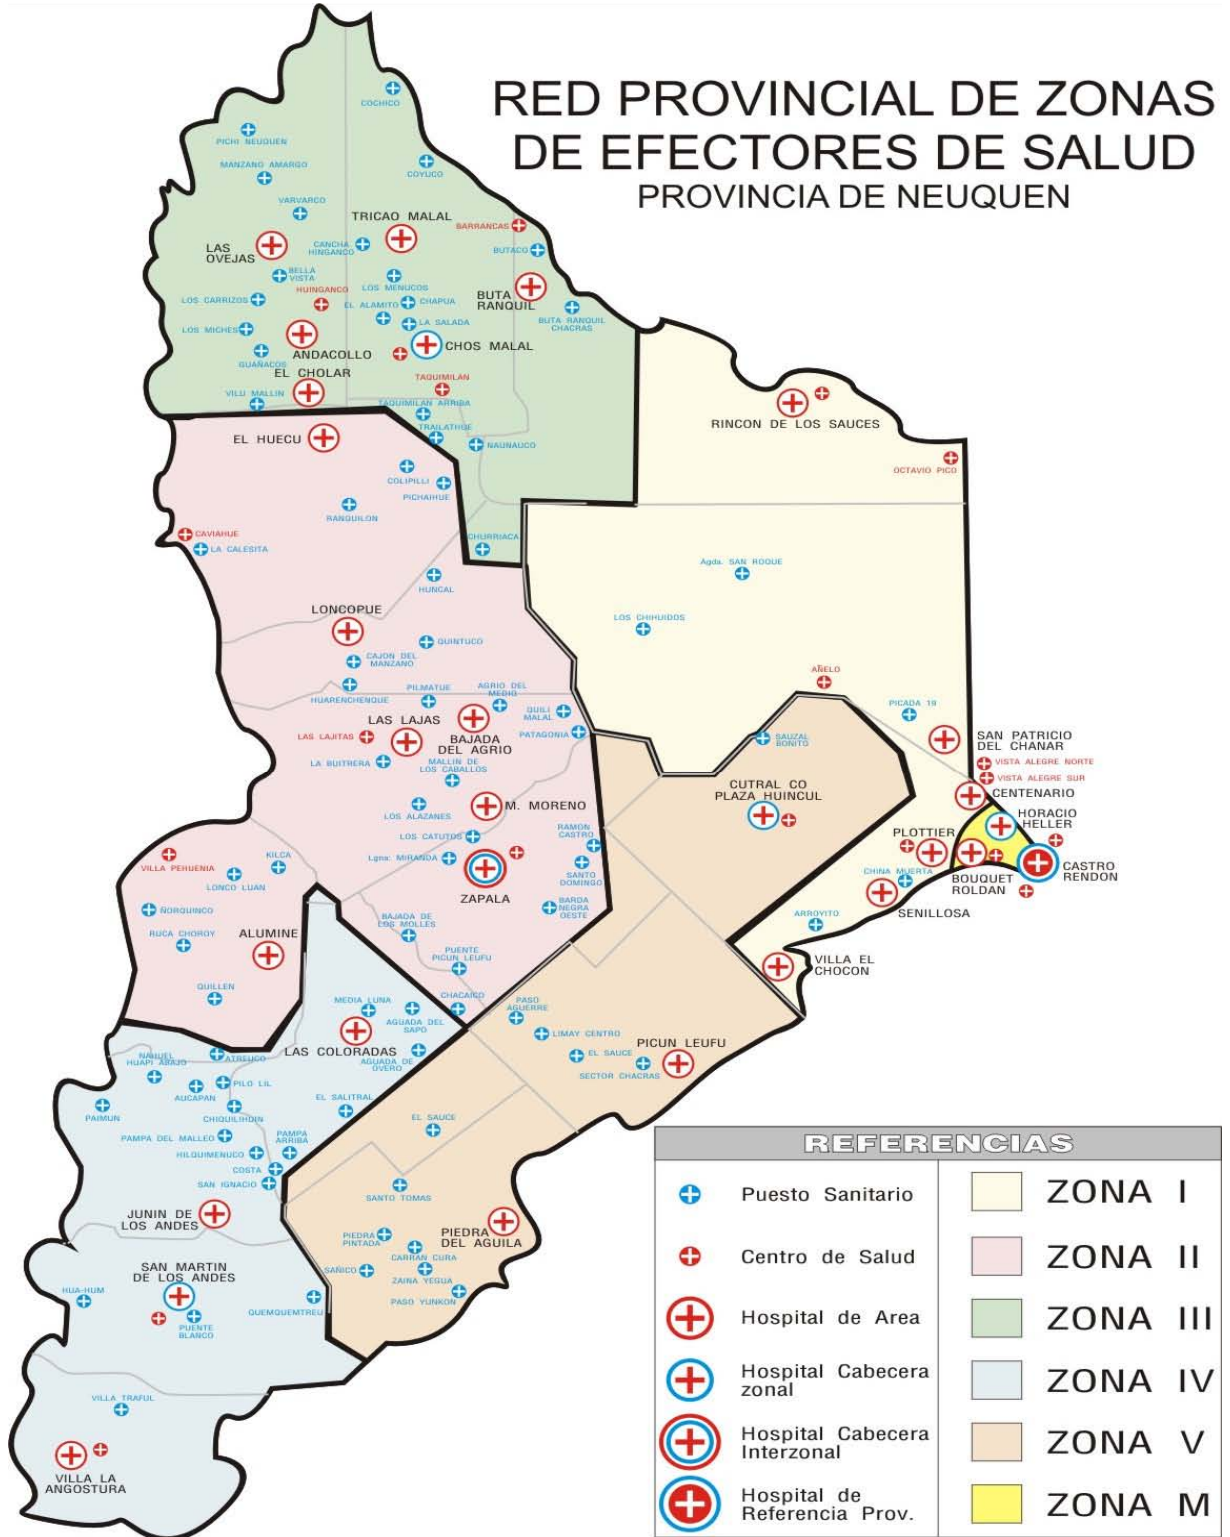 RED PROVINCIAL DE ZONAS
DE EFECTORES DE SALUD
PROVINCIA DE NEUQUEN
COCHICO
PICHI NEUQUEN
MANZANO AMARGO
COYUCO
VARVARCO
TRICAO MALAL
BARRANCAS
LAS
OVEJAS
CANCHA
HINGANCO
BUTACO
BELLA
VISTA
HUINGANCO
LOS MENUCOS
LOS CARRIZOS
EL ALAMITO
CHAPUA
BUTA
RANQUIL
BUTA RANQUIL
CHACRAS
LOS MICHES
LA SALADA
CHOS MALAL
ANDACOLLO
GUAÑACOS
EL CHOLAR
TAQUIMILAN
VILU MALLIN
TAQUIMILAN ARRIBA
TRAILATHUE
NAUNAUCO
RINCON DE LOS SAUCES
OCTAVIO PICO
EL HUECU
COLIPILLI
PICHAIHUE
RANQUILON
CAVIAHUE
LA CALESITA
CHURRIACA
HUNCAL
Agda. SAN ROQUE
LONCOPUE
LOS CHIHUIDOS
QUINTUCO
CAJON DEL
MANZANO
AÑELO
HUARENCHENQUE
PILMATUE
AGRIO DEL
MEDIO
QUILI
MALAL
PICADA 19
LAS LAJAS
LAS LAJITAS
BAJADA
DEL AGRIO
PATAGONIA
SAUZAL
BONITO
SAN PATRICIO
DEL CHANAR
LA BUITRERA
MALLIN DE
LOS CABALLOS
VISTA ALEGRE NORTE
VISTA ALEGRE SUR
CUTRAL CO
PLAZA HUINCUL
CENTENARIO
LOS ALAZANES
M. MORENO
HORACIO
HELLER
LOS CATUTOS
RAMON
CASTRO
PLOTTIER
VILLA PEHUENIA
KILCA
Lgna. MIRANDA
LONCO LUAN
SANTO
DOMINGO
CHINA MUERTA
BOUQUET
ROLDAN
CASTRO
RENDON
ZAPALA
BARDA
NEGRA
OESTE
SENILLOSA
ÑORQUINCO
BAJADA DE
LOS MOLLES
ARROYITO
RUCA CHOROY
ALUMINE
PUENTE
PICUN LEUFU
VILLA EL
CHOCON
QUILLEN
MEDIA LUNA
CHACAICO
PASO
AGUERRE
AGUADA DEL
SAPO
LAS COLORADAS
LIMAY CENTRO
PICUN LEUFU
NAHUEL
HUAPI ABAJO
ATREUCO
AGUADA DE
OVERO
EL SAUCE
SECTOR CHACRAS
AUCAPAN
PILO LIL
EL SALITRAL
PAIMUN
CHIQUILIHUIN
EL SAUCE
PAMPA DEL MALLEO
PAMPA
ARRIBA
HILQUIMENUCO
COSTA
SAN IGNACIO
SANTO TOMAS
JUNIN DE
LOS ANDES
PIEDRA
PINTADA
PIEDRA
DEL AGUILA
CARRAN CURA
SAÑICO
ZAINA YEGUA
SAN MARTIN
DE LOS ANDES
HUA-HUM
PASO YUNKON
QUEMQUEMTREU
PUENTE
BLANCO
VILLA TRAFUL
VILLA LA
ANGOSTURA
REFERENCIAS
Puesto Sanitario
Centro de Salud
Hospital de Area
Hospital Cabecera
zonal
Hospital Cabecera
Interzonal
Hospital de
Referencia Prov.
ZONA I
ZONA II
ZONA III
ZONA IV
ZONA V
ZONA M